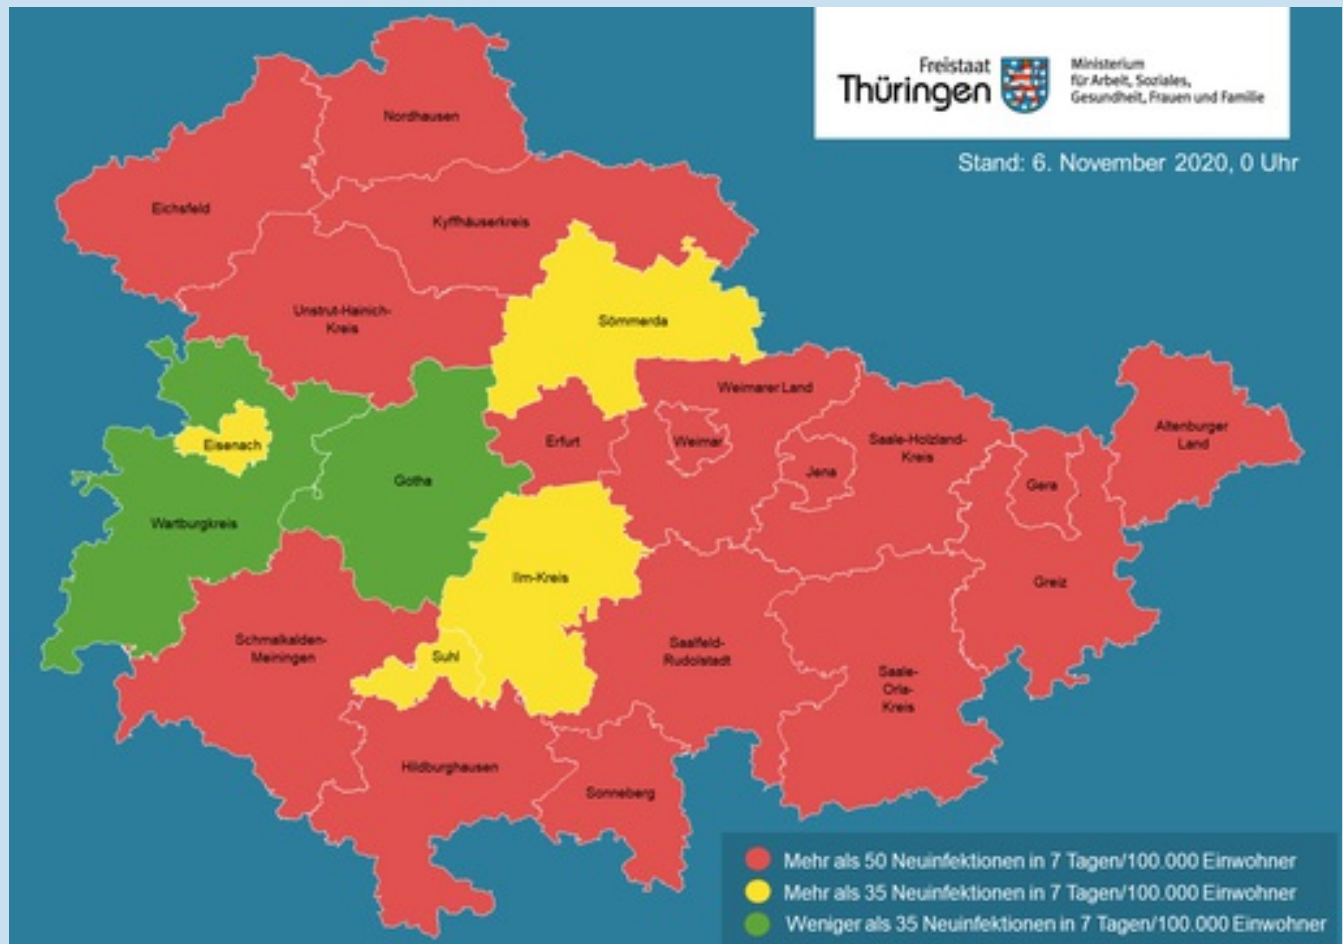 Freistaat
Thüringen
Ministerium
für Arbeit, Soziales,
Gesundheit, Frauen und Familie
Stand: 6. November 2020, 0 Uhr
Nordhausen
Eichsfeld
Kyffhäuserkreis
Unstrut-Hainich-
Kreis
Sömmerda
Weimarer Land
Eisenach
Erfurt
Weimar
Saale-Holzland-
Kreis
Altenburger
Land
Jena
Gera
Gotha
Wartburgkreis
Ilm-Kreis
Greiz
Schmalkalden-
Meiningen
Suhl
Saalfeld-
Rudolstadt
Saale-
Orla-
Kreis
Hildburghausen
Sonneberg
Mehr als 50 Neuinfektionen in 7 Tagen/100.000 Einwohner
Mehr als 35 Neuinfektionen in 7 Tagen/100.000 Einwohner
Weniger als 35 Neuinfektionen in 7 Tagen/100.000 Einwohner